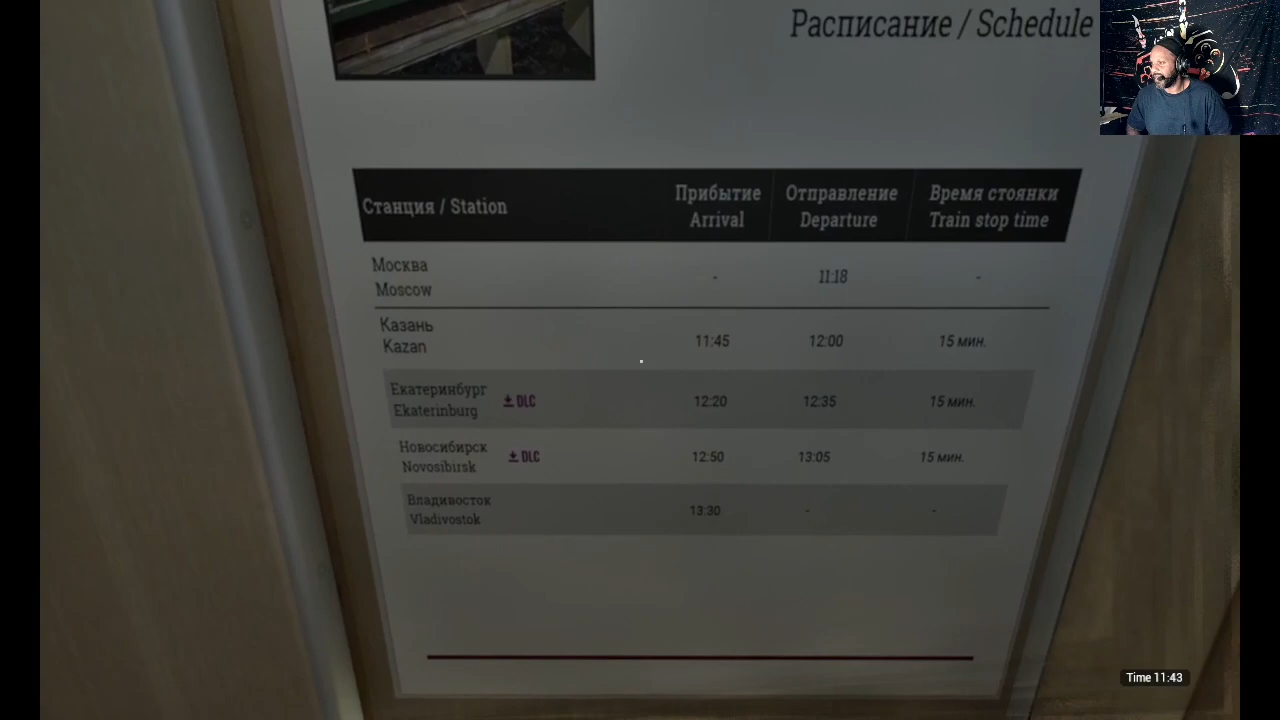 Расписание / Schedule
Станция / Station Прибытие Arrival Отправление Departure Время стоянки Train stop time
Москва
Moscow - 11:18 -
Казань
Kazan 11:45 12:00 15 мин.
Екатеринбург
Ekaterinburg DLC 12:20 12:35 15 мин.
Новосибирск
Novosibirsk DLC 12:50 13:05 15 мин.
Владивосток
Vladivostok 13:30 - -
Time 11:43